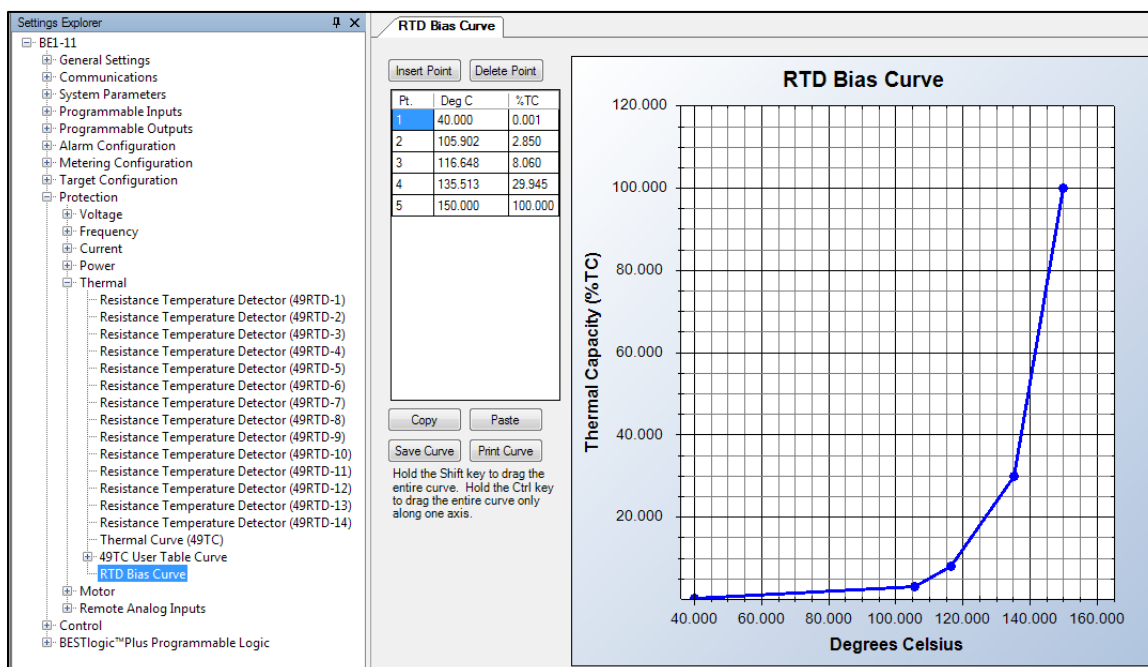 Settings Explorer
BE1-11
General Settings
Communications
System Parameters
Programmable Inputs
Programmable Outputs
Alarm Configuration
Metering Configuration
Target Configuration
Protection
Voltage
Frequency
Current
Power
Thermal
Resistance Temperature Detector (49RTD-1)
Resistance Temperature Detector (49RTD-2)
Resistance Temperature Detector (49RTD-3)
Resistance Temperature Detector (49RTD-4)
Resistance Temperature Detector (49RTD-5)
Resistance Temperature Detector (49RTD-6)
Resistance Temperature Detector (49RTD-7)
Resistance Temperature Detector (49RTD-8)
Resistance Temperature Detector (49RTD-9)
Resistance Temperature Detector (49RTD-10)
Resistance Temperature Detector (49RTD-11)
Resistance Temperature Detector (49RTD-12)
Resistance Temperature Detector (49RTD-13)
Resistance Temperature Detector (49RTD-14)
Thermal Curve (49TC)
49TC User Table Curve
RTD Bias Curve
Motor
Remote Analog Inputs
Control
BESTlogic™Plus Programmable Logic
RTD Bias Curve
Insert Point Delete Point
Pt. Deg C %TC
1 40.000 0.001
2 105.902 2.850
3 116.648 8.060
4 135.513 29.945
5 150.000 100.000
Copy Paste
Save Curve Print Curve
Hold the Shift key to drag the
entire curve. Hold the Ctrl key
to drag the entire curve only
along one axis.
RTD Bias Curve
Thermal Capacity (%TC)
120.000
100.000
80.000
60.000
40.000
20.000
40.000 60.000 80.000 100.000 120.000 140.000 160.000
Degrees Celsius